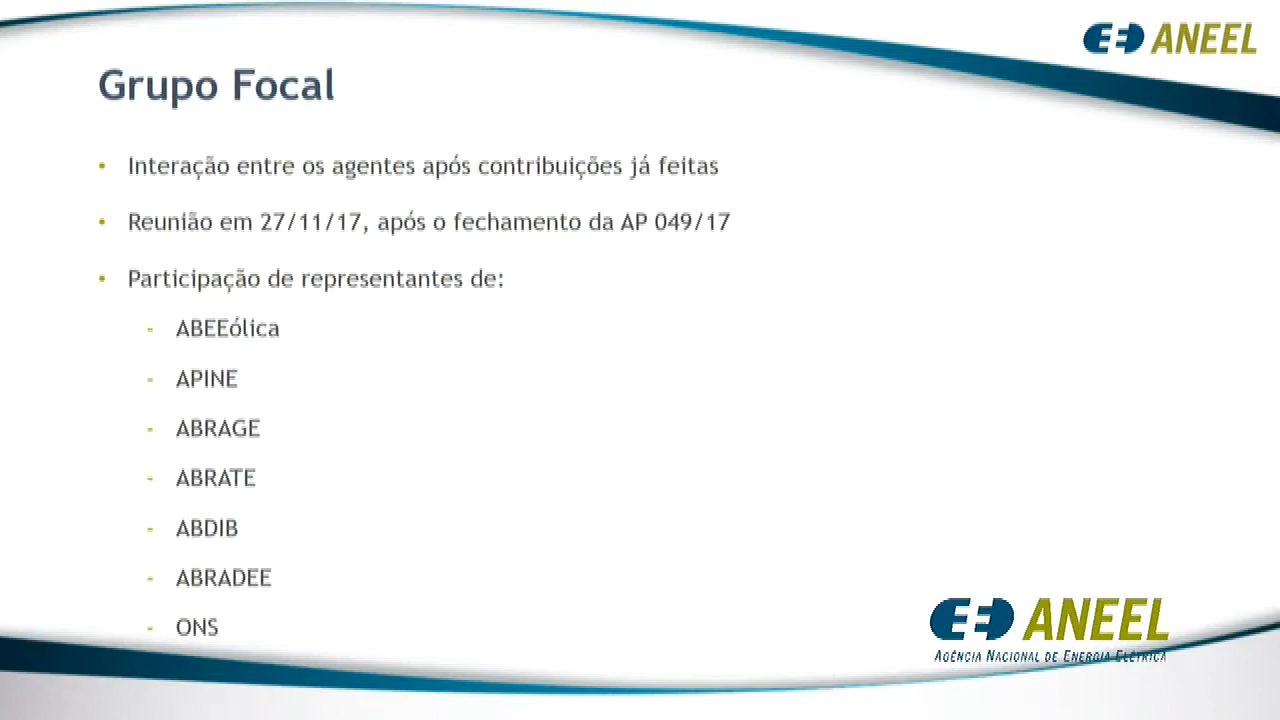 ANEEL
Grupo Focal
• Interação entre os agentes após contribuições já feitas
• Reunião em 27/11/17, após o fechamento da AP 049/17
• Participação de representantes de:
- ABEEólica
- APINE
- ABRAGE
- ABRATE
- ABDIB
- ABRADEE
- ONS
ANEEL
AGÊNCIA NACIONAL DE ENERGIA ELÉTRICA